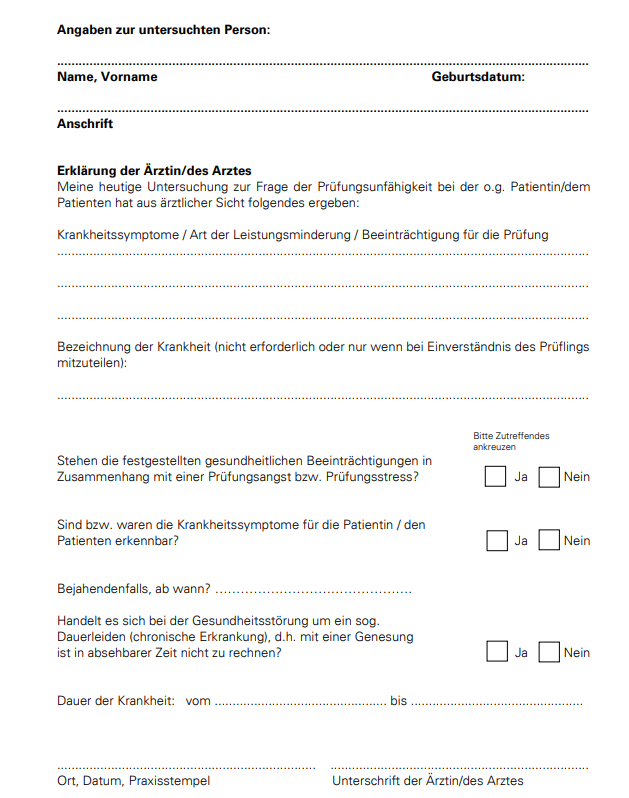 Angaben zur untersuchten Person:
........................................................................................................................................................
Name, Vorname Geburtsdatum:
........................................................................................................................................................
Anschrift
Erklärung der Ärztin/des Arztes
Meine heutige Untersuchung zur Frage der Prüfungsunfähigkeit bei der o.g. Patientin/dem
Patienten hat aus ärztlicher Sicht folgendes ergeben:
Krankheitssymptome / Art der Leistungsminderung / Beeinträchtigung für die Prüfung
........................................................................................................................................................
........................................................................................................................................................
........................................................................................................................................................
Bezeichnung der Krankheit (nicht erforderlich oder nur wenn bei Einverständnis des Prüflings
mitzuteilen):
........................................................................................................................................................
Bitte Zutreffendes
ankreuzen
Stehen die festgestellten gesundheitlichen Beeinträchtigungen in
Zusammenhang mit einer Prüfungsangst bzw. Prüfungsstress? Ja Nein
Sind bzw. waren die Krankheitssymptome für die Patientin / den
Patienten erkennbar? Ja Nein
Bejahendenfalls, ab wann? …………………………………….
Handelt es sich bei der Gesundheitsstörung um ein sog.
Dauerleiden (chronische Erkrankung), d.h. mit einer Genesung
ist in absehbarer Zeit nicht zu rechnen? Ja Nein
Dauer der Krankheit: vom ................................................ bis ................................................
........................................................................ ........................................................................
Ort, Datum, Praxisstempel Unterschrift der Ärztin/des Arztes